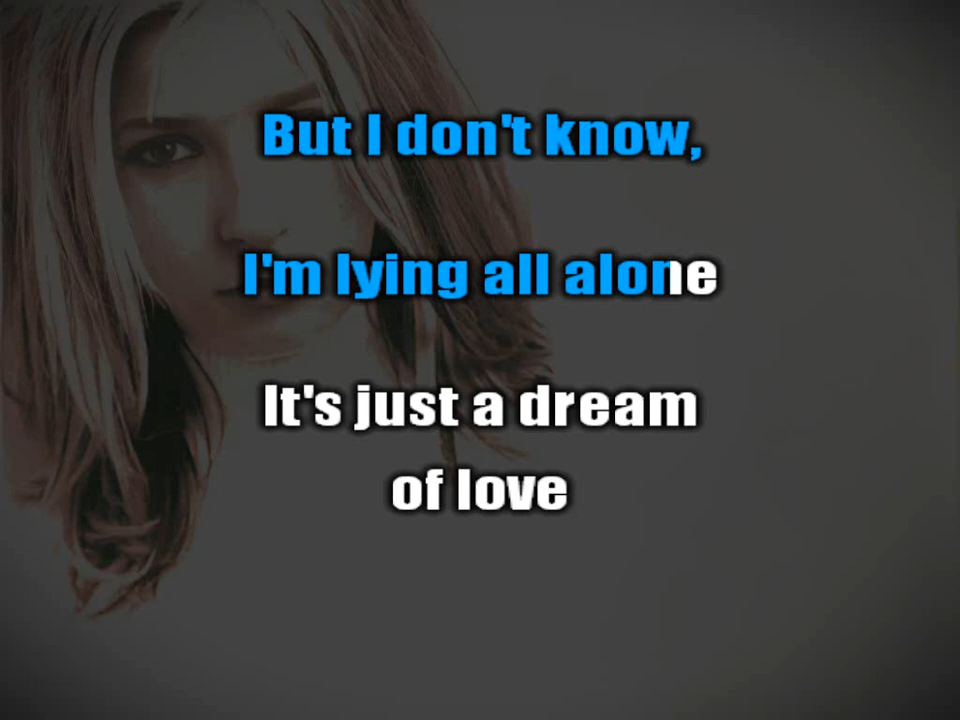 But I don't know,
I'm lying all alone
It's just a dream
of love